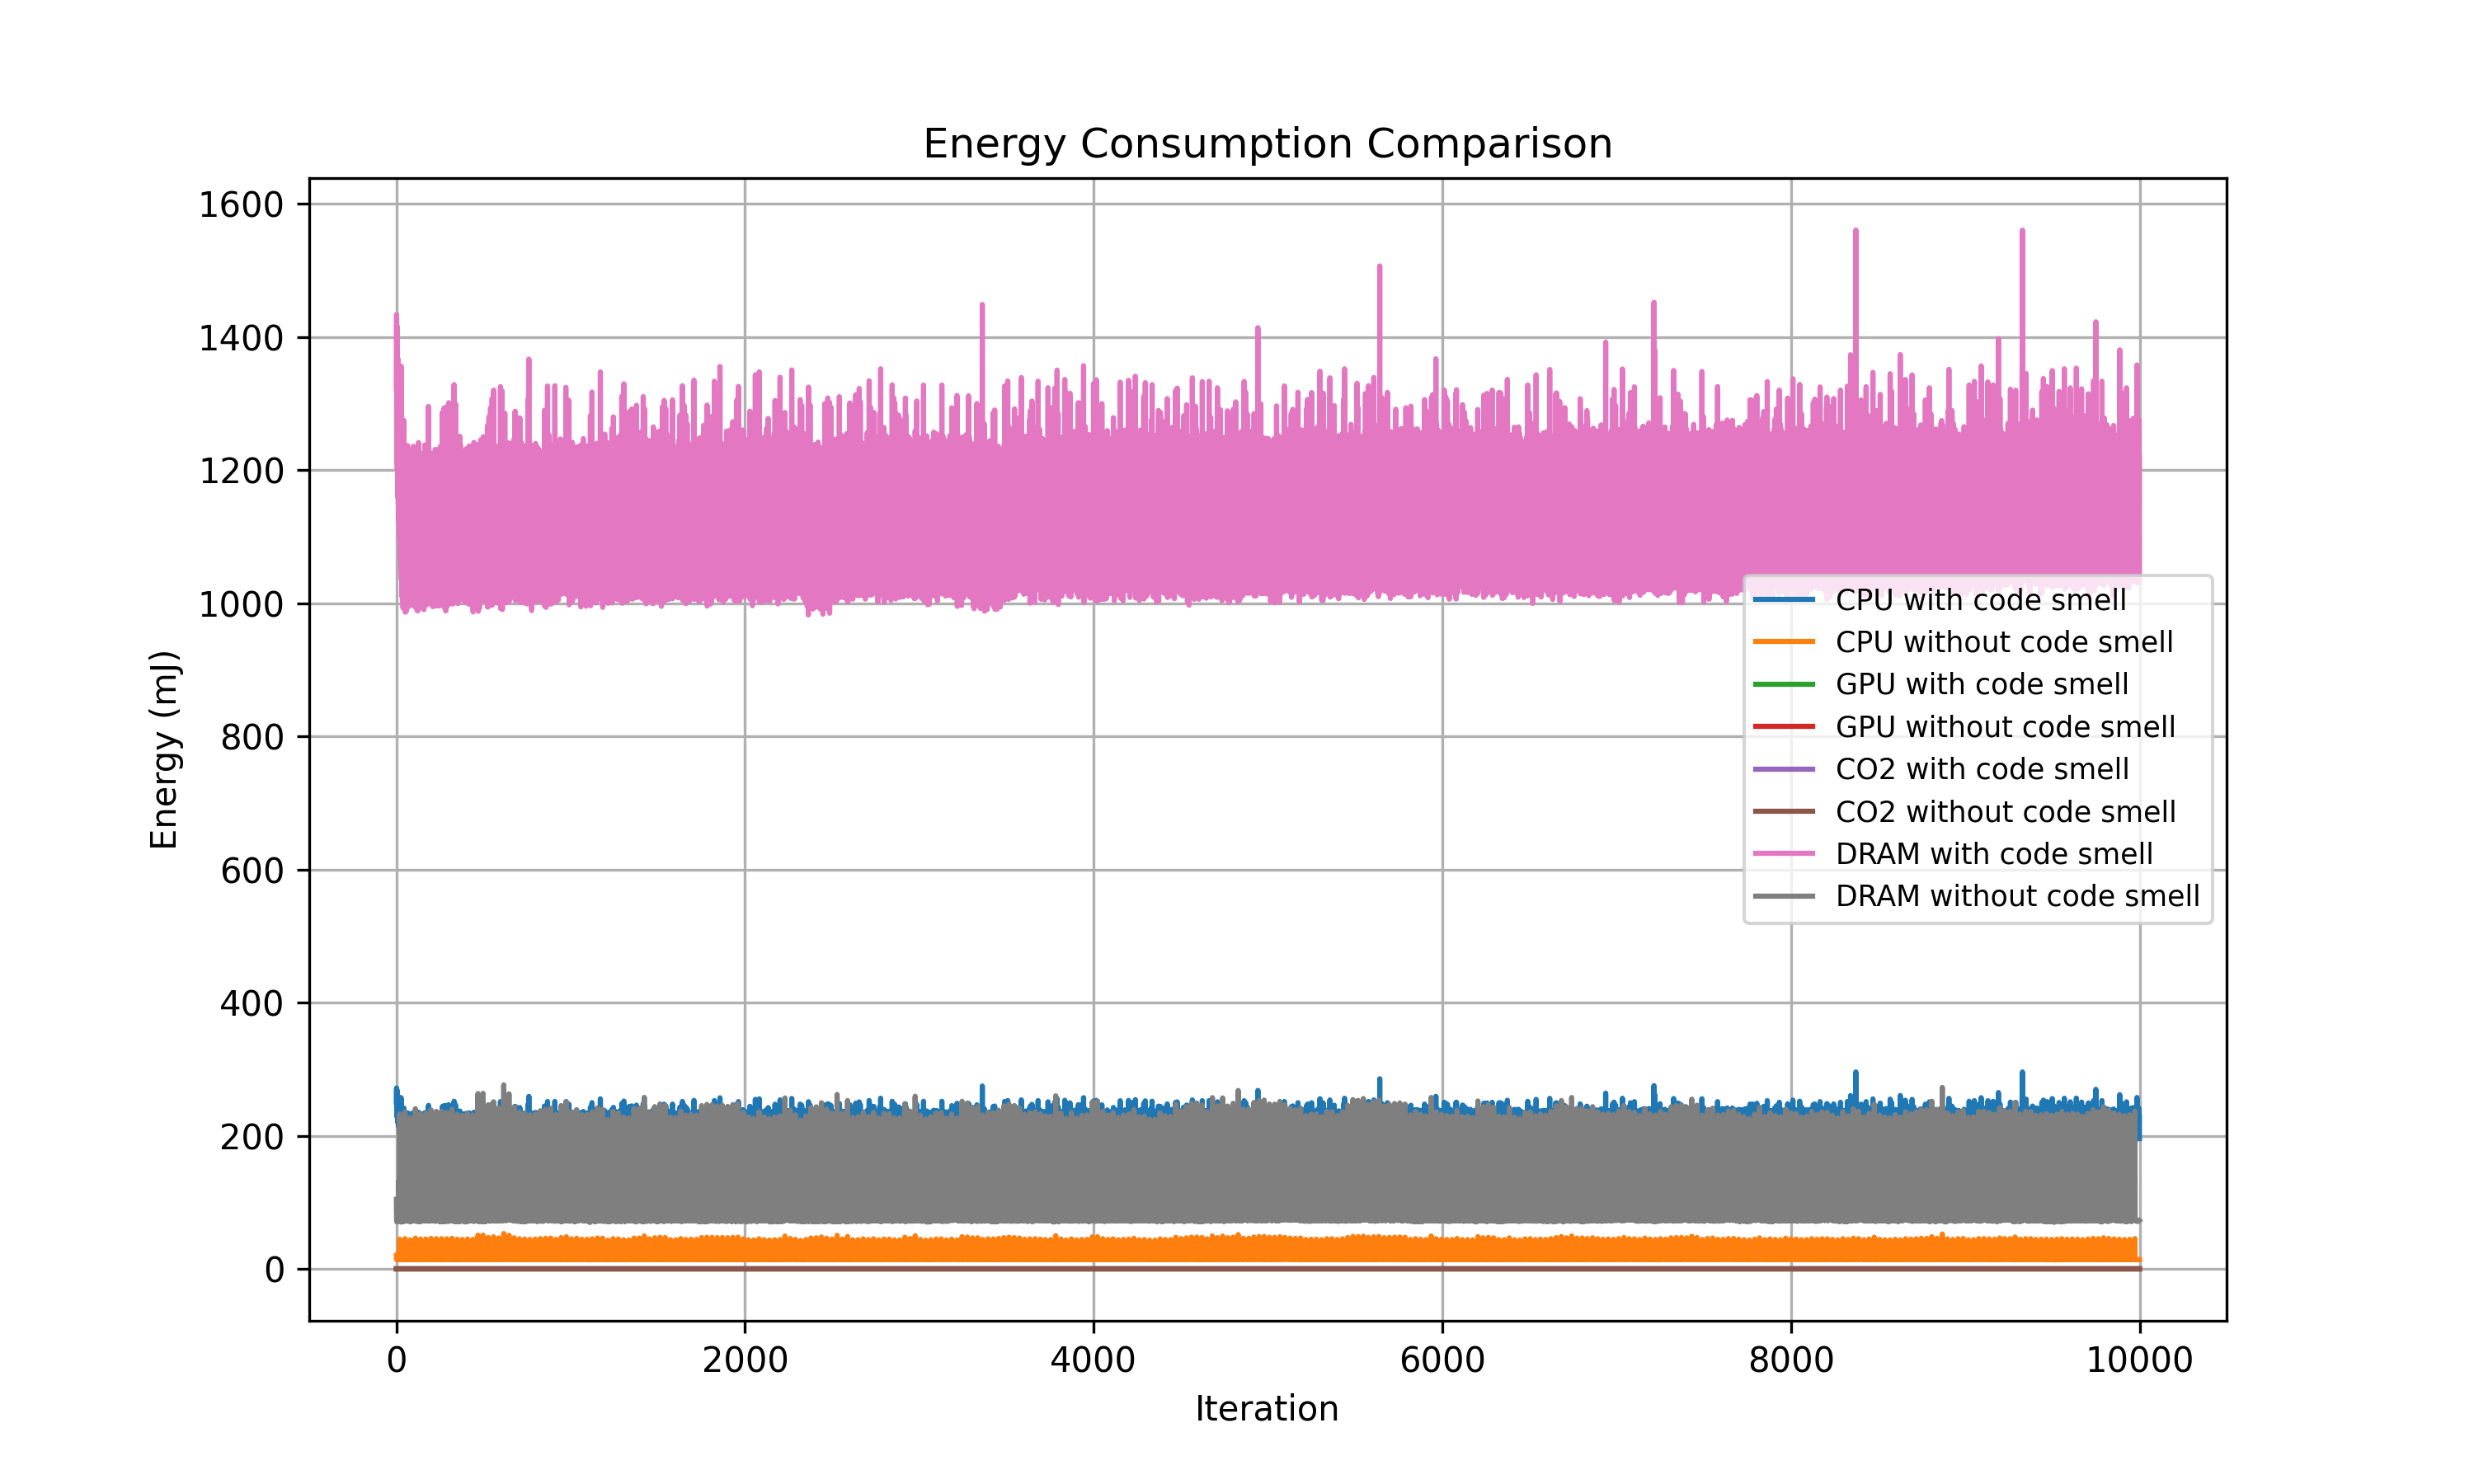 Energy Consumption Comparison
1600
1400
1200
1000
800
600
400
200
0
Energy (mJ)
CPU with code smell
CPU without code smell
GPU with code smell
GPU without code smell
CO2 with code smell
CO2 without code smell
DRAM with code smell
DRAM without code smell
0 2000 4000 6000 8000 10000
Iteration